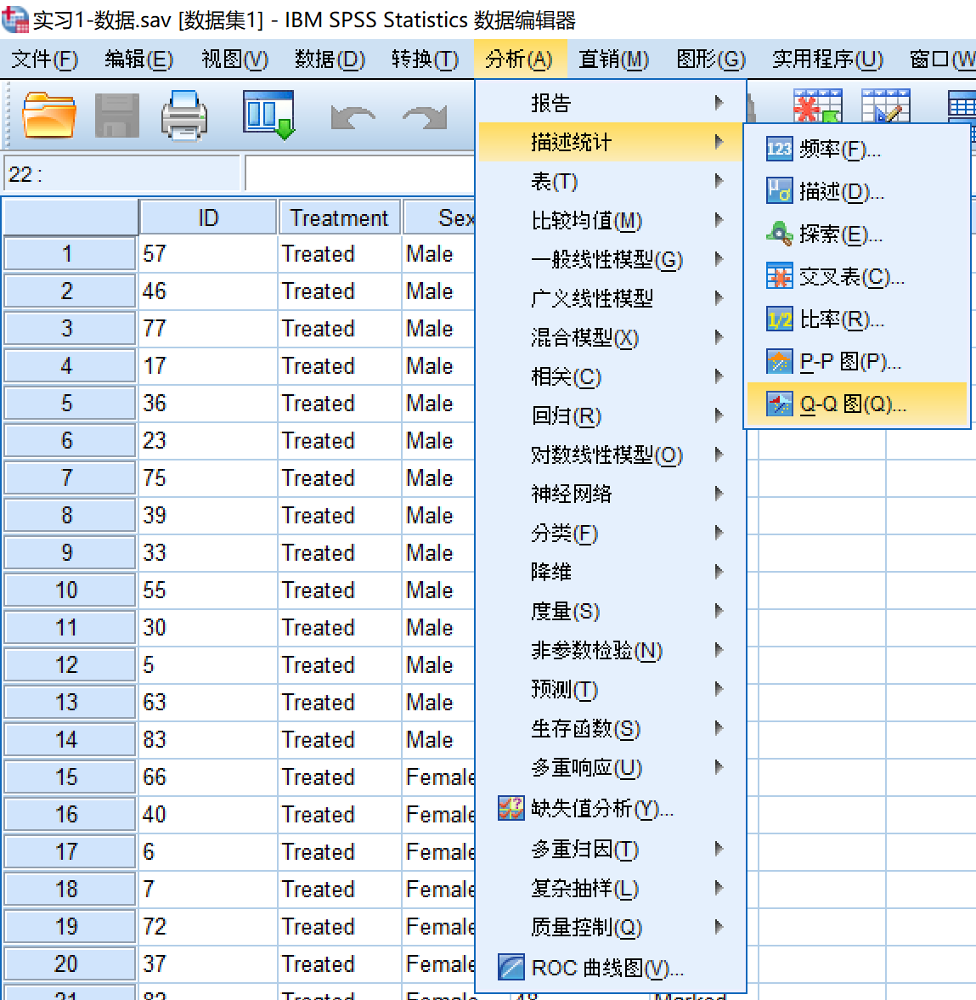 实习1-数据.sav [数据集1] - IBM SPSS Statistics 数据编辑器
文件(F) 编辑(E) 视图(V) 数据(D) 转换(T) 分析(A) 直销(M) 图形(G) 实用程序(U) 窗口(W
22 :
ID Treatment Sex
1 57 Treated Male
2 46 Treated Male
3 77 Treated Male
4 17 Treated Male
5 36 Treated Male
6 23 Treated Male
7 75 Treated Male
8 39 Treated Male
9 33 Treated Male
10 55 Treated Male
11 30 Treated Male
12 5 Treated Male
13 63 Treated Male
14 83 Treated Male
15 66 Treated Female
16 40 Treated Female
17 6 Treated Female
18 7 Treated Female
19 72 Treated Female
20 37 Treated Female
21 82 Treated Female 48 Marked
报告
描述统计
表(T)
比较均值(M)
一般线性模型(G)
广义线性模型
混合模型(X)
相关(C)
回归(R)
对数线性模型(O)
神经网络
分类(F)
降维
度量(S)
非参数检验(N)
预测(T)
生存函数(S)
多重响应(U)
缺失值分析(Y)...
多重归因(T)
复杂抽样(L)
质量控制(Q)
ROC 曲线图(V)...
123 频率(F)...
描述(D)...
探索(E)...
交叉表(C)...
1/2 比率(R)...
P-P 图(P)...
Q-Q 图(Q)...